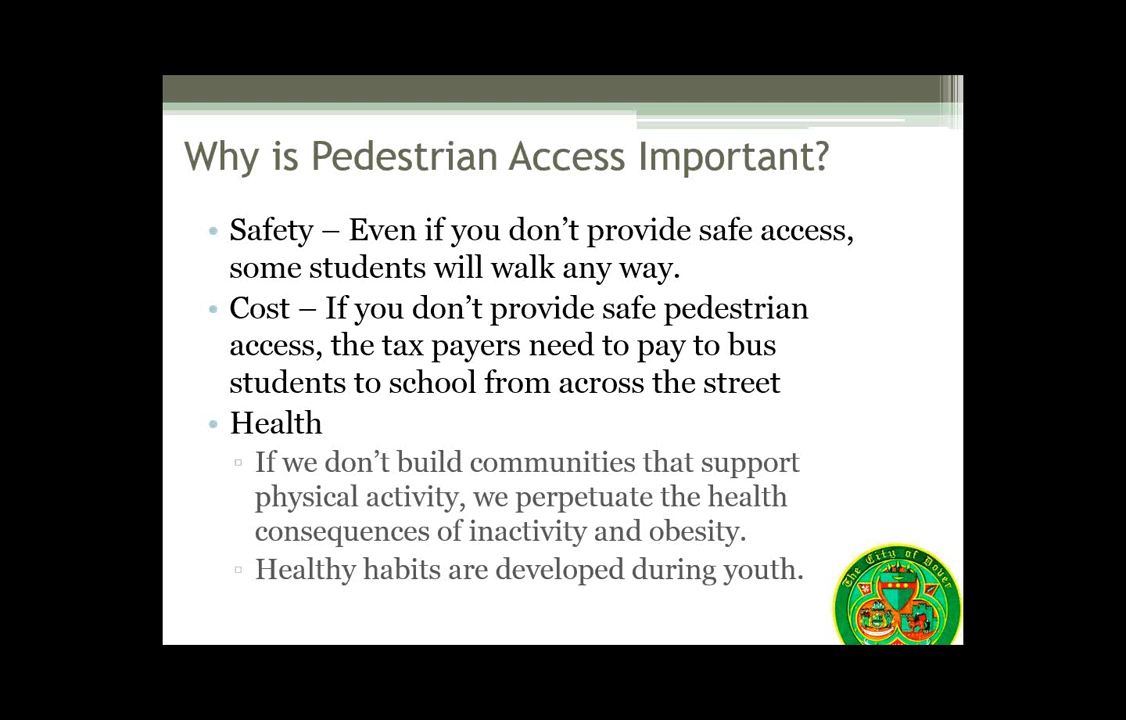 Why is Pedestrian Access Important?
• Safety – Even if you don’t provide safe access,
some students will walk any way.
• Cost – If you don’t provide safe pedestrian
access, the tax payers need to pay to bus
students to school from across the street
• Health
▫ If we don’t build communities that support
physical activity, we perpetuate the health
consequences of inactivity and obesity.
▫ Healthy habits are developed during youth.
The City of Dover